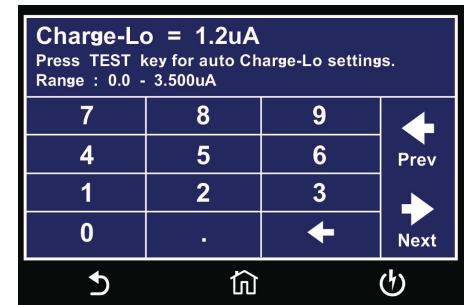 Charge-Lo = 1.2uA
Press TEST key for auto Charge-Lo settings.
Range : 0.0 - 3.500uA
7 8 9
4 5 6
Prev
1 2 3
0 .
Next